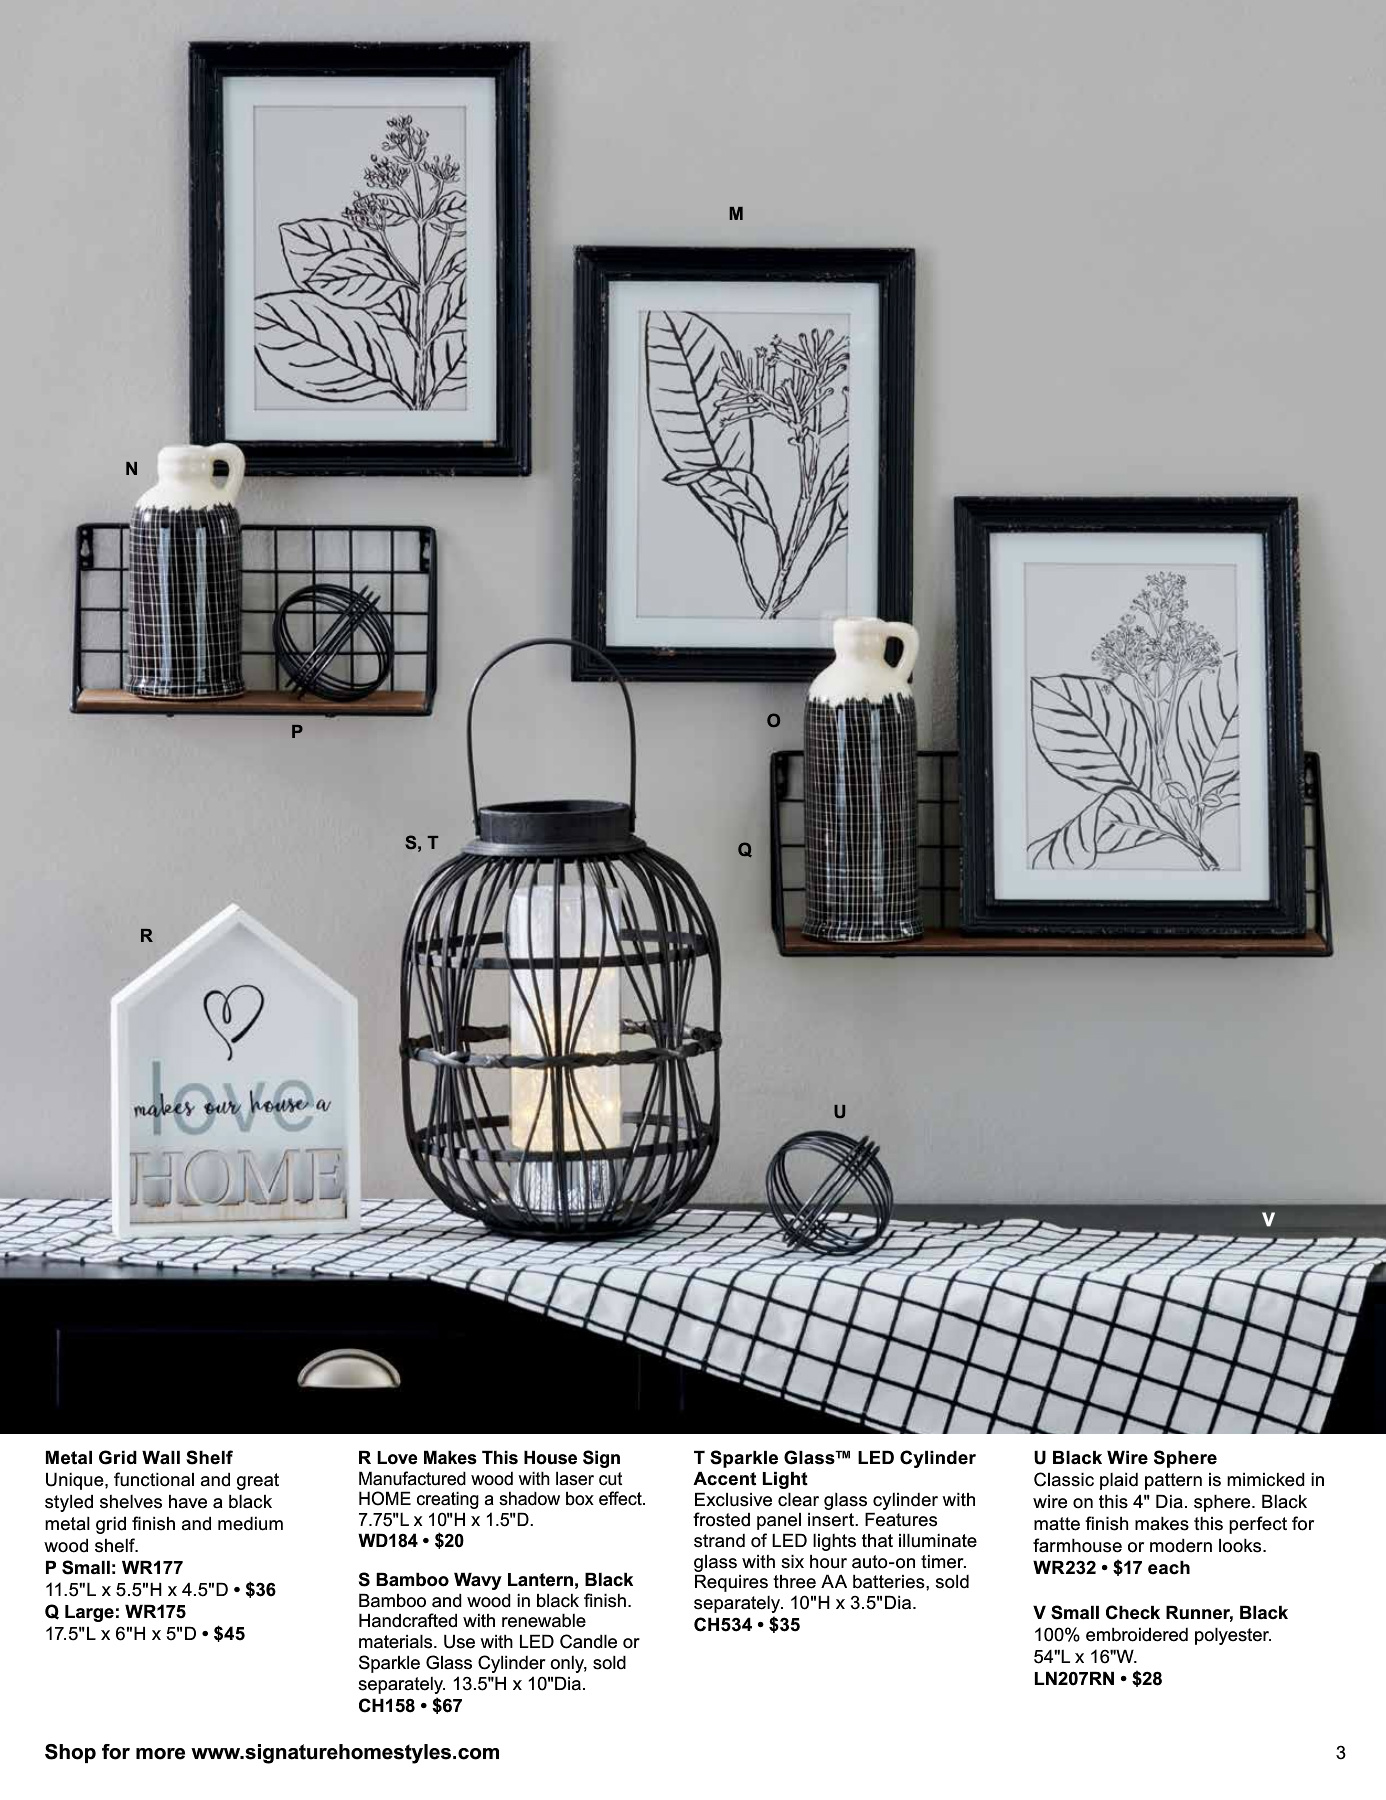 M
N
P
O
S, T
Q
R
love
makes our house a
HOME
U
V
Metal Grid Wall Shelf
Unique, functional and great
styled shelves have a black
metal grid finish and medium
wood shelf.
P Small: WR177
11.5"L x 5.5"H x 4.5"D • $36
Q Large: WR175
17.5"L x 6"H x 5"D • $45
R Love Makes This House Sign
Manufactured wood with laser cut
HOME creating a shadow box effect.
7.75"L x 10"H x 1.5"D.
WD184 • $20
S Bamboo Wavy Lantern, Black
Bamboo and wood in black finish.
Handcrafted with renewable
materials. Use with LED Candle or
Sparkle Glass Cylinder only, sold
separately. 13.5"H x 10"Dia.
CH158 • $67
T Sparkle Glass™ LED Cylinder
Accent Light
Exclusive clear glass cylinder with
frosted panel insert. Features
strand of LED lights that illuminate
glass with six hour auto-on timer.
Requires three AA batteries, sold
separately. 10"H x 3.5"Dia.
CH534 • $35
U Black Wire Sphere
Classic plaid pattern is mimicked in
wire on this 4" Dia. sphere. Black
matte finish makes this perfect for
farmhouse or modern looks.
WR232 • $17 each
V Small Check Runner, Black
100% embroidered polyester.
54"L x 16"W.
LN207RN • $28
Shop for more www.signaturehomestyles.com
3